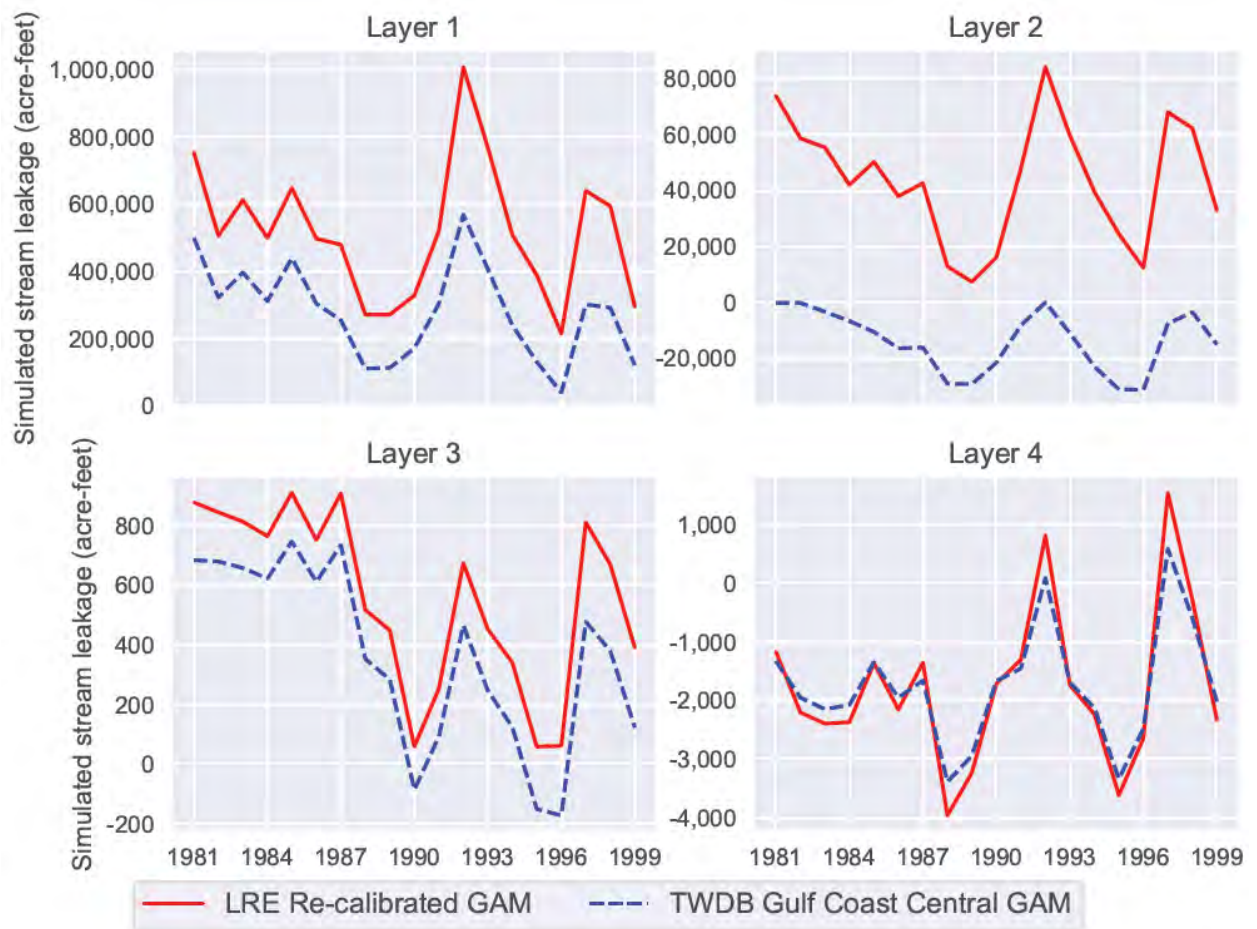 Layer 1
Layer 2
Simulated stream leakage (acre-feet)
1,000,000
800,000
600,000
400,000
200,000
0
80,000
60,000
40,000
20,000
0
-20,000
Layer 3
Layer 4
Simulated stream leakage (acre-feet)
800
600
400
200
0
-200
1,000
0
-1,000
-2,000
-3,000
-4,000
1981 1984 1987 1990 1993 1996 1999
1981 1984 1987 1990 1993 1996 1999
LRE Re-calibrated GAM
TWDB Gulf Coast Central GAM